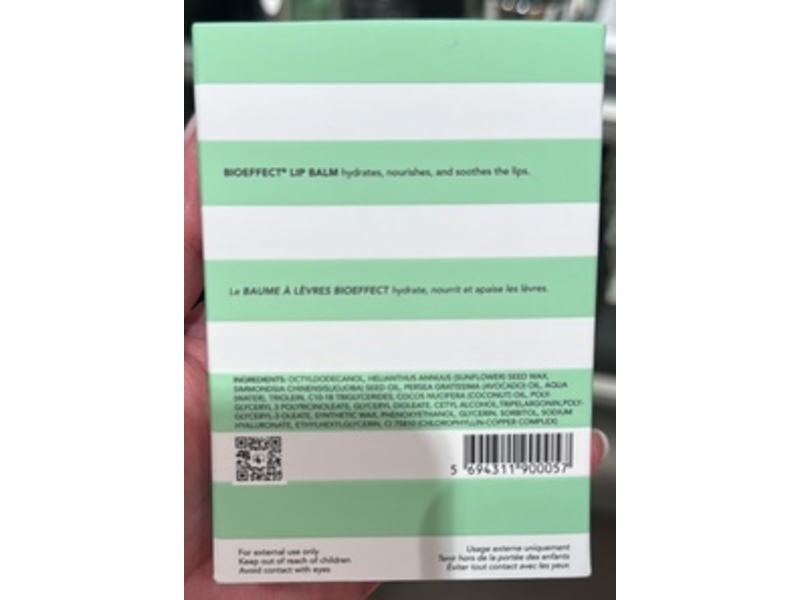 BIOEFFECT® LIP BALM hydrates, nourishes, and soothes the lips.
Le BAUME À LÈVRES BIOEFFECT hydrate, nourrit et apaise les lèvres.
INGREDIENTS: OCTYLDODECANOL, HELIANTHUS ANNUUS (SUNFLOWER) SEED WAX,
SIMMONDSIA CHINENSIS(JOJOBA) SEED OIL, PERSEA GRATISSIMA (AVOCADO) OIL, AQUA
(WATER), TRIOLEIN, C10-18 TRIGLYCERIDES, COCOS NUCIFERA (COCONUT) OIL, POLY-
GLYCERYL 3 POLYRICINOLEATE, GLYCERYL DIOLEATE, CETYL ALCOHOL,TRIPELARGONIN,POLY-
GLYCERYL-3 OLEATE, SYNTHETIC WAX, PHENOXYETHANOL, GLYCERIN, SORBITOL, SODIUM
HYALURONATE, ETHYLHEXYLGLYCERIN, CI 75810 (CHLOROPHYLLIN-COPPER COMPLEX)
5 694311 900057
For external use only
Keep out of reach of children
Avoid contact with eyes
Usage externe uniquement
Tenir hors de la portée des enfants
Éviter tout contact avec les yeux